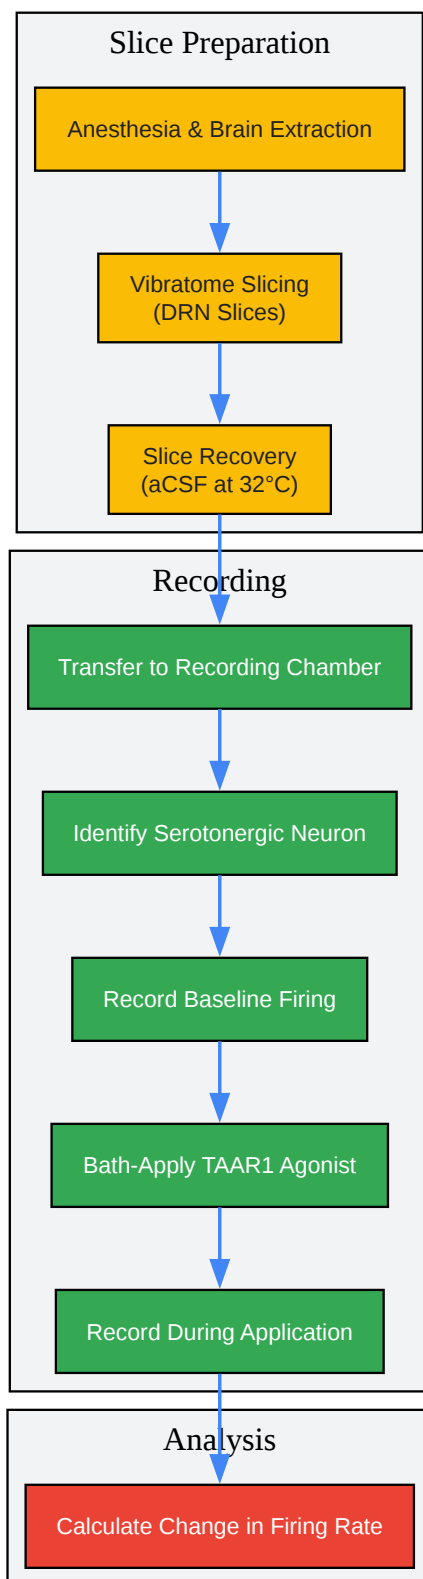 Slice Preparation
Anesthesia & Brain Extraction
Vibratome Slicing
(DRN Slices)
Slice Recovery
(aCSF at 32°C)
Recording
Transfer to Recording Chamber
Identify Serotonergic Neuron
Record Baseline Firing
Bath-Apply TAAR1 Agonist
Record During Application
Analysis
Calculate Change in Firing Rate